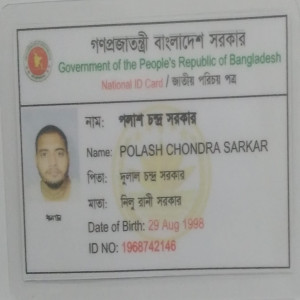 গণপ্রজাতন্ত্রী বাংলাদেশ সরকার
Government of the People's Republic of Bangladesh
National ID Card / জাতীয় পরিচয় পত্র
নাম: পলাশ চন্দ্র সরকার
Name: POLASH CHONDRA SARKAR
পিতা: দুলাল চন্দ্র সরকার
মাতা: নিলু রানী সরকার
Date of Birth: 29 Aug 1998
ID NO: 1968742146